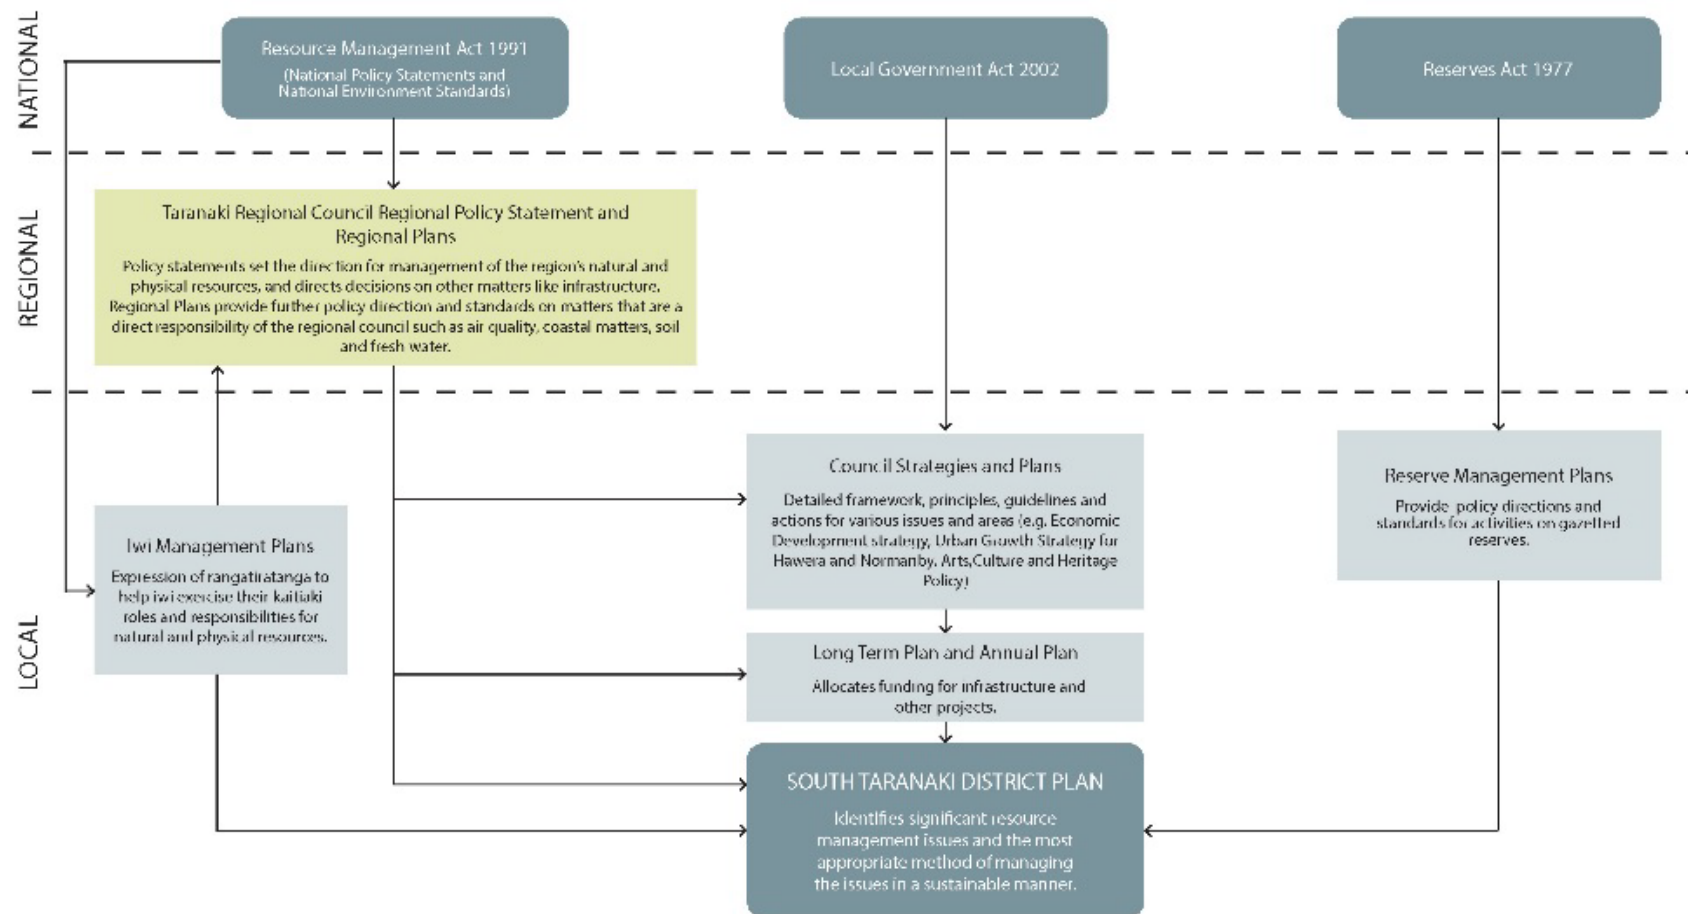 NATIONAL
Resource Management Act 1991
(National Policy Statements and
National Environment Standards)
Local Government Act 2002
Reserves Act 1977
REGIONAL
Taranaki Regional Council Regional Policy Statement and
Regional Plans
Policy statements set the direction for management of the region's natural and
physical resources, and directs decisions on other matters like infrastructure.
Regional Plans provide further policy direction and standards on matters that are a
direct responsibility of the regional council such as air quality, coastal matters, soil
and fresh water.
LOCAL
Iwi Management Plans
Expression of rangatiratanga to
help iwi exercise their kaitiaki
roles and responsibilities for
natural and physical resources.
Council Strategies and Plans
Detailed framework, principles, guidelines and
actions for various issues and areas (e.g. Economic
Development strategy, Urban Growth Strategy for
Hawera and Normanby, Arts,Culture and Heritage
Policy)
Long Term Plan and Annual Plan
Allocates funding for infrastructure and
other projects.
Reserve Management Plans
Provide policy directions and
standards for activities on gazetted
reserves.
SOUTH TARANAKI DISTRICT PLAN
Identifies significant resource
management issues and the most
appropriate method of managing
the issues in a sustainable manner.